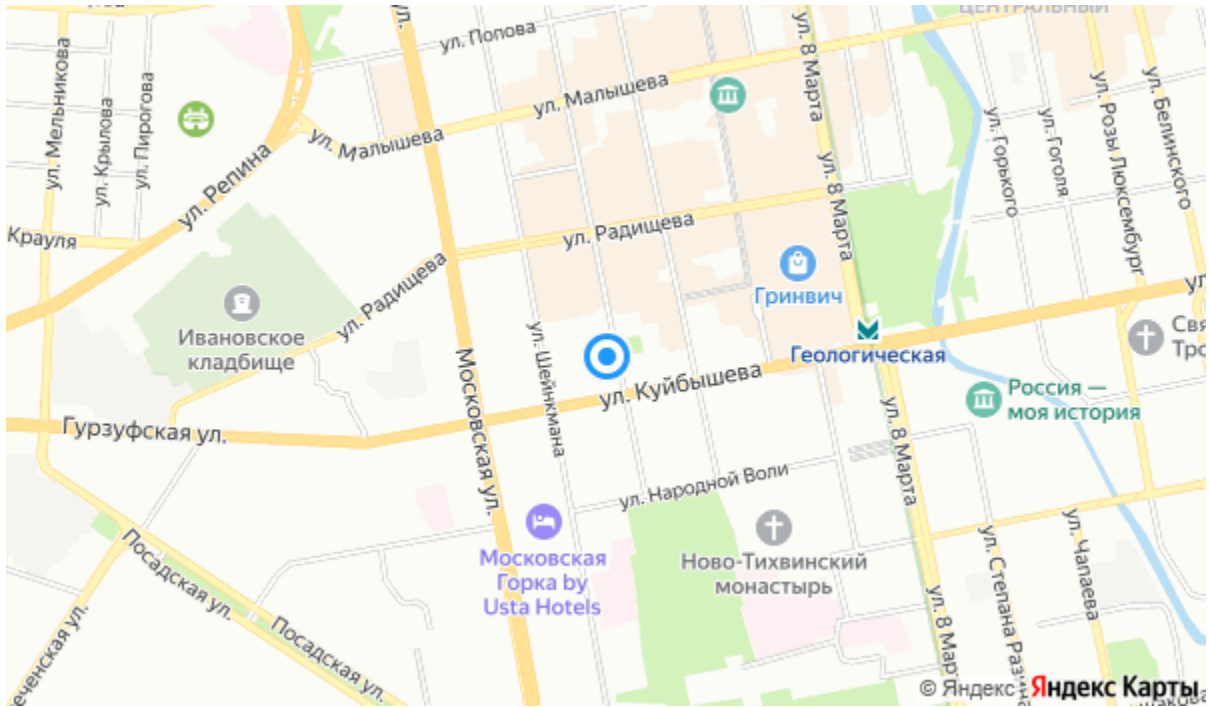 ЦЕНТРАЛЬНЫЙ
ул. Попова
ул. 8 Марта
ул. Мельникова
ул. Крылова
ул. Пирогова
ул. Малышева
ул. Малышева
ул. Репина
ул. 8 Марта
ул. Горького
ул. Гоголя
ул. Розы Люксембург
ул. Белинского
Крауля
ул. Радищева
ул. Радищева
Гринвич
Ивановское
кладбище
Геологическая
ул. Шейнкмана
Московская ул.
ул. Куйбышева
Россия —
моя история
Гурзуфская ул.
ул. 8 Марта
ул. Народной Воли
Московская
Горка by
Usta Hotels
Ново-Тихвинский
монастырь
Посадская ул.
Посадская ул.
ул. Чапаева
© Яндекс
Яндекс Карты